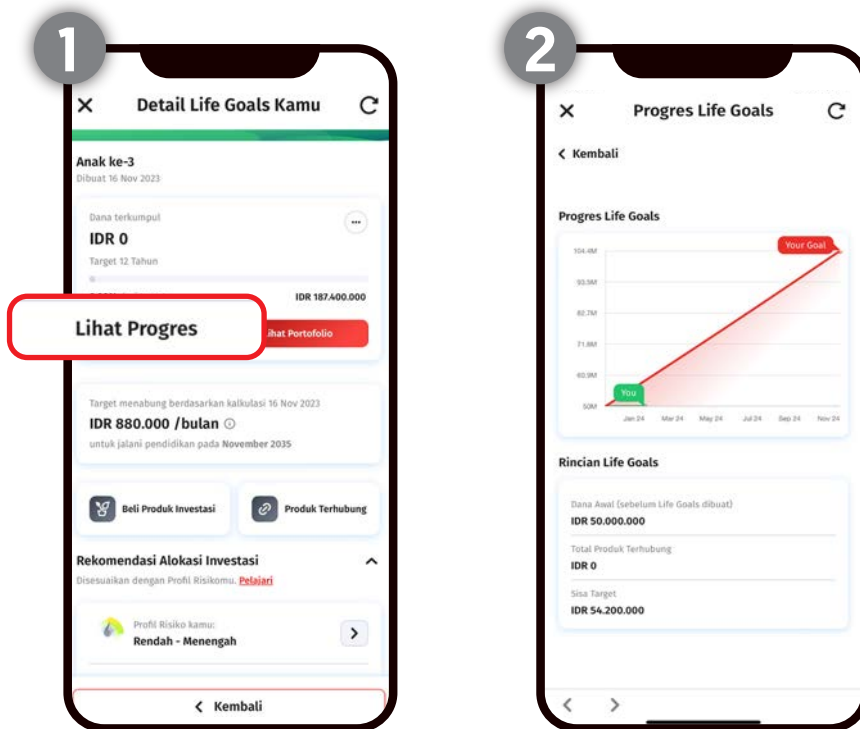 1
Detail Life Goals Kamu
Anak ke-3
Dibuat 16 Nov 2023
Dana terkumpul
IDR 0
Target 12 Tahun
IDR 187.400.000
Lihat Progres
ihat Portofolio
Target menabung berdasarkan kalkulasi 16 Nov 2023
IDR 880.000 /bulan
untuk jalani pendidikan pada November 2035
Beli Produk Investasi
Produk Terhubung
Rekomendasi Alokasi Investasi
Disesuaikan dengan Profil Risikomu. Pelajari
Profil Risiko kamu:
Rendah - Menengah
Kembali
2
Progres Life Goals
Kembali
Progres Life Goals
104.4M
Your Goal
93.5M
82.7M
71.8M
60.9M
You
50M
Jan 24 Mar 24 May 24 Jul 24 Sep 24 Nov 24
Rincian Life Goals
Dana Awal (sebelum Life Goals dibuat)
IDR 50.000.000
Total Produk Terhubung
IDR 0
Sisa Target
IDR 54.200.000